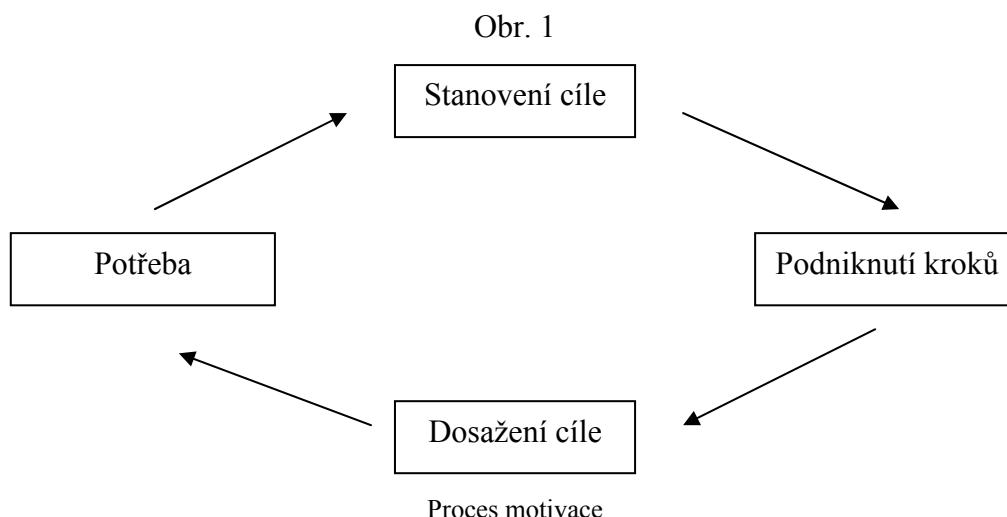 Obr. 1
Stanovení cíle
Potřeba
Podniknutí kroků
Dosažení cíle
Proces motivace